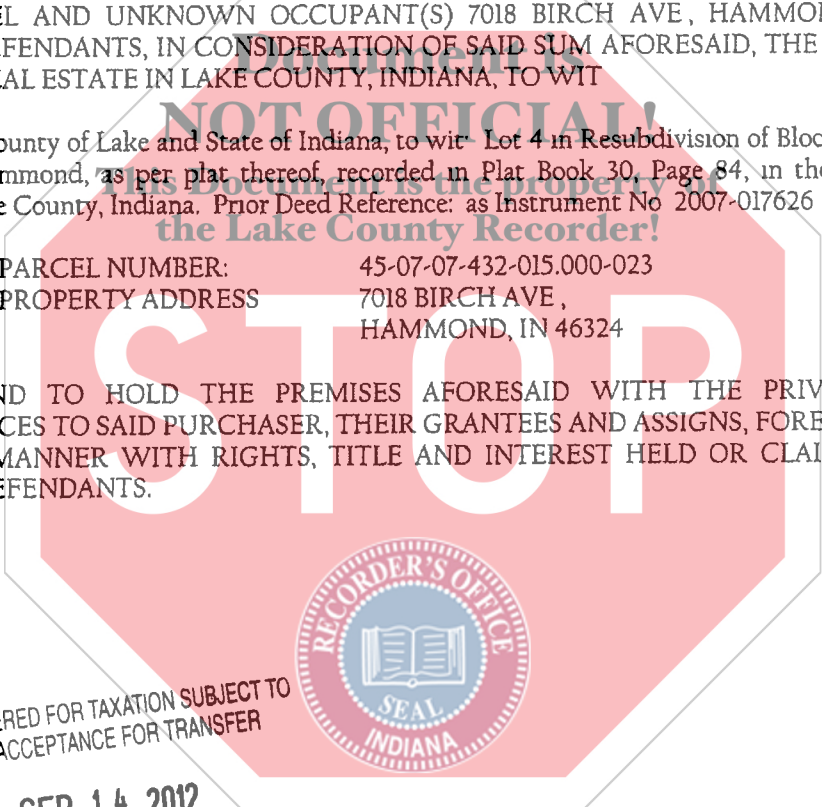 EL AND UNKNOWN OCCUPANT(S) 7018 BIRCH AVE, HAMMO
EFENDANTS, IN CONSIDERATION OF SAID SUM AFORESAID, THE
EAL ESTATE IN LAKE COUNTY, INDIANA, TO WIT
Document is
NOT OFFICIAL!
This Document is the property of
the Lake County Recorder!
ounty of Lake and State of Indiana, to wit· Lot 4 in Resubdivision of Bloc
mmond, as per plat thereof, recorded in Plat Book 30, Page 84, in the
e County, Indiana. Prior Deed Reference: as Instrument No 2007-017626
PARCEL NUMBER: 45-07-07-432-015.000-023
PROPERTY ADDRESS 7018 BIRCH AVE ,
HAMMOND, IN 46324
STOP
ND TO HOLD THE PREMISES AFORESAID WITH THE PRIV
CES TO SAID PURCHASER, THEIR GRANTEES AND ASSIGNS, FORE
MANNER WITH RIGHTS, TITLE AND INTEREST HELD OR CLAI
EFENDANTS.
RECORDER'S OFFICE
SEAL
INDIANA
ERED FOR TAXATION SUBJECT TO
ACCEPTANCE FOR TRANSFER
SEP 14 2012